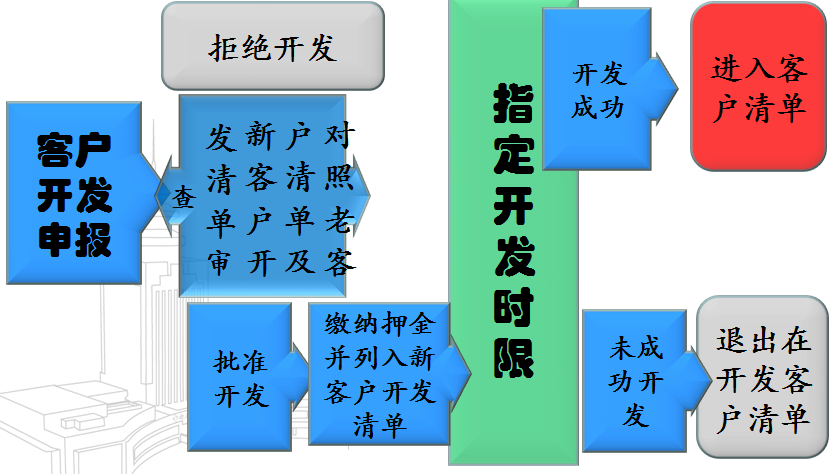 拒绝开发
客户
开发
申报
对照老客
户清单及
新客户开
发清单审
查
批准
开发
缴纳押金
并列入新
客户开发
清单
指定开发时限
开发
成功
进入客
户清单
未成
功开
发
退出在
开发客
户清单